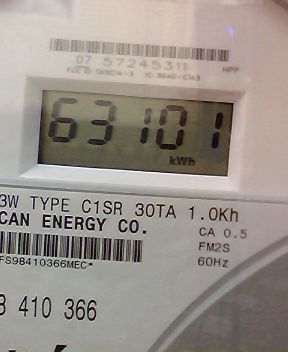 07 57245311
63101
kWh
3W TYPE C1SR 30TA 1.0Kh
CAN ENERGY CO.
CA 0.5
FM2S
FS98410366MEC*
60Hz
8 410 366